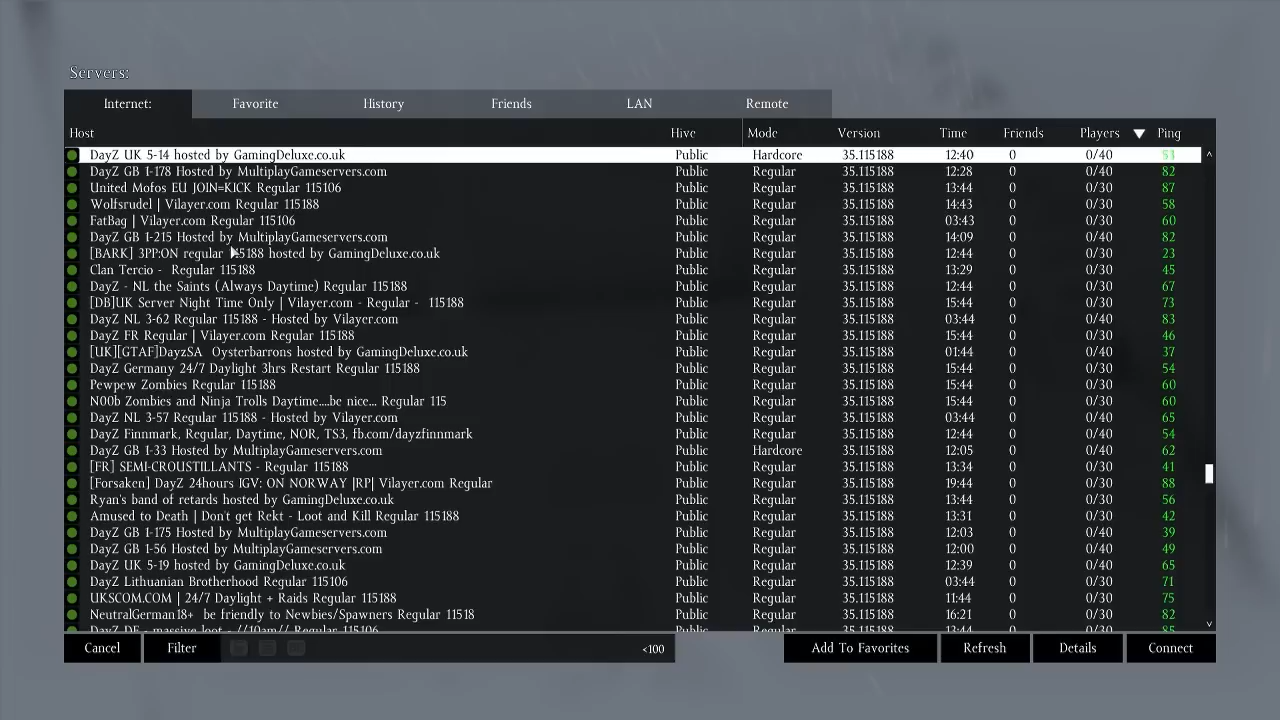 Servers:
Internet: Favorite History Friends LAN Remote
Host Hive Mode Version Time Friends Players Ping
DayZ UK 5-14 hosted by GamingDeluxe.co.uk Public Hardcore 35.115188 12:40 0 0/40 51
DayZ GB 1-178 Hosted by MultiplayGameservers.com Public Regular 35.115188 12:28 0 0/40 82
United Mofos EU JOIN=KICK Regular 115106 Public Regular 35.115188 13:44 0 0/30 87
Wolfsrudel | Vilayer.com Regular 115188 Public Regular 35.115188 14:43 0 0/30 58
FatBag | Vilayer.com Regular 115106 Public Regular 35.115188 03:43 0 0/30 60
DayZ GB 1-215 Hosted by MultiplayGameservers.com Public Regular 35.115188 14:09 0 0/40 82
[BARK] 3PP:ON regular 115188 hosted by GamingDeluxe.co.uk Public Regular 35.115188 12:44 0 0/40 23
Clan Tercio - Regular 115188 Public Regular 35.115188 13:29 0 0/40 45
DayZ - NL the Saints (Always Daytime) Regular 115188 Public Regular 35.115188 12:44 0 0/40 67
[DB]UK Server Night Time Only | Vilayer.com - Regular - 115188 Public Regular 35.115188 15:44 0 0/30 73
DayZ NL 3-62 Regular 115188 - Hosted by Vilayer.com Public Regular 35.115188 03:44 0 0/40 83
DayZ FR Regular | Vilayer.com Regular 115188 Public Regular 35.115188 15:44 0 0/30 46
[UK][GTAF]DayzSA Oysterbarrons hosted by GamingDeluxe.co.uk Public Regular 35.115188 01:44 0 0/40 37
DayZ Germany 24/7 Daylight 3hrs Restart Regular 115188 Public Regular 35.115188 15:44 0 0/30 54
Pewpew Zombies Regular 115188 Public Regular 35.115188 15:44 0 0/30 60
N00b Zombies and Ninja Trolls Daytime....be nice... Regular 115 Public Regular 35.115188 15:44 0 0/30 60
DayZ NL 3-57 Regular 115188 - Hosted by Vilayer.com Public Regular 35.115188 03:44 0 0/40 65
DayZ Finnmark, Regular, Daytime, NOR, TS3, fb.com/dayzfinnmark Public Regular 35.115188 12:44 0 0/40 54
DayZ GB 1-33 Hosted by MultiplayGameservers.com Public Hardcore 35.115188 12:05 0 0/40 62
[FR] SEMI-CROUSTILLANTS - Regular 115188 Public Regular 35.115188 13:34 0 0/30 41
[Forsaken] DayZ 24hours IGV: ON NORWAY |RP| Vilayer.com Regular Public Regular 35.115188 19:44 0 0/30 88
Ryan's band of retards hosted by GamingDeluxe.co.uk Public Regular 35.115188 13:44 0 0/30 56
Amused to Death | Don't get Rekt - Loot and Kill Regular 115188 Public Regular 35.115188 13:31 0 0/30 42
DayZ GB 1-175 Hosted by MultiplayGameservers.com Public Regular 35.115188 12:03 0 0/40 39
DayZ GB 1-56 Hosted by MultiplayGameservers.com Public Regular 35.115188 12:00 0 0/40 49
DayZ UK 5-19 hosted by GamingDeluxe.co.uk Public Regular 35.115188 12:39 0 0/40 65
DayZ Lithuanian Brotherhood Regular 115106 Public Regular 35.115188 03:44 0 0/30 71
UKSCOM.COM | 24/7 Daylight + Raids Regular 115188 Public Regular 35.115188 11:44 0 0/30 75
NeutralGerman18+ be friendly to Newbies/Spawners Regular 11518 Public Regular 35.115188 16:21 0 0/30 82
DayZ DE - massive loot - //10am// Regular 115106 Public Regular 35.115188 13:44 0 0/30 85
Cancel Filter <100 Add To Favorites Refresh Details Connect